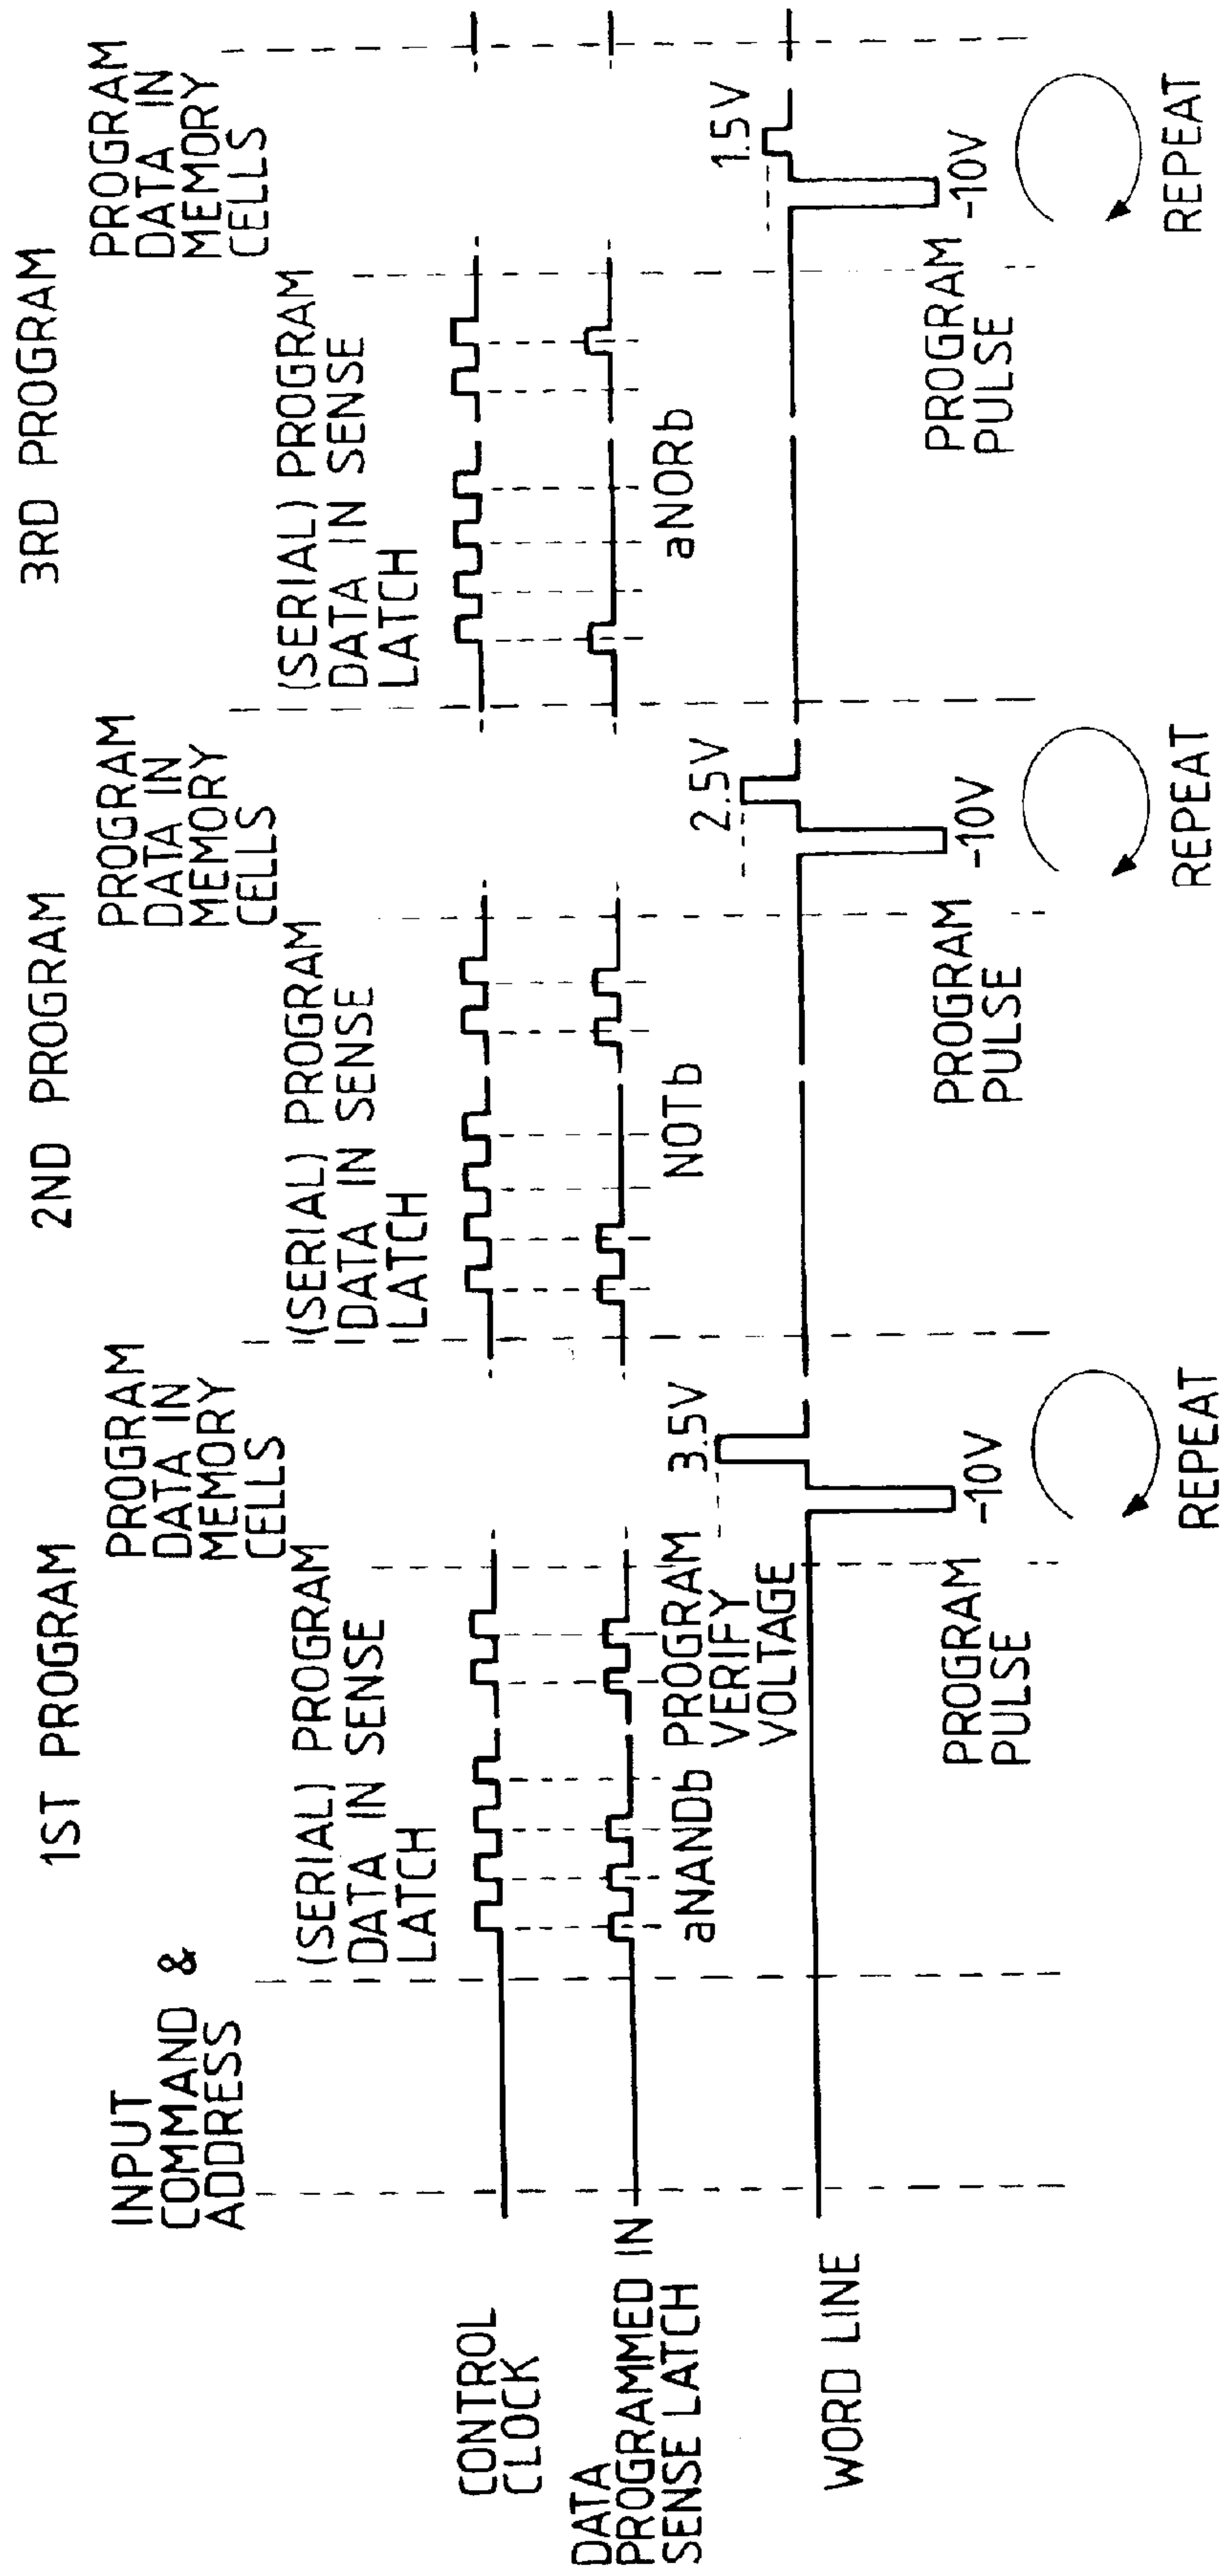 1ST PROGRAM
2ND PROGRAM
3RD PROGRAM
INPUT
COMMAND &
ADDRESS
PROGRAM
DATA IN
MEMORY
CELLS
PROGRAM
DATA IN
MEMORY
CELLS
PROGRAM
DATA IN
MEMORY
CELLS
(SERIAL) PROGRAM
DATA IN SENSE
LATCH
(SERIAL) PROGRAM
DATA IN SENSE
LATCH
(SERIAL) PROGRAM
DATA IN SENSE
LATCH
CONTROL
CLOCK
DATA
PROGRAMMED IN
SENSE LATCH
aNANDb
NOTb
aNORb
PROGRAM
VERIFY
VOLTAGE
3.5V
2.5V
1.5V
WORD LINE
-10V
-10V
-10V
PROGRAM
PULSE
PROGRAM
PULSE
PROGRAM
PULSE
REPEAT
REPEAT
REPEAT